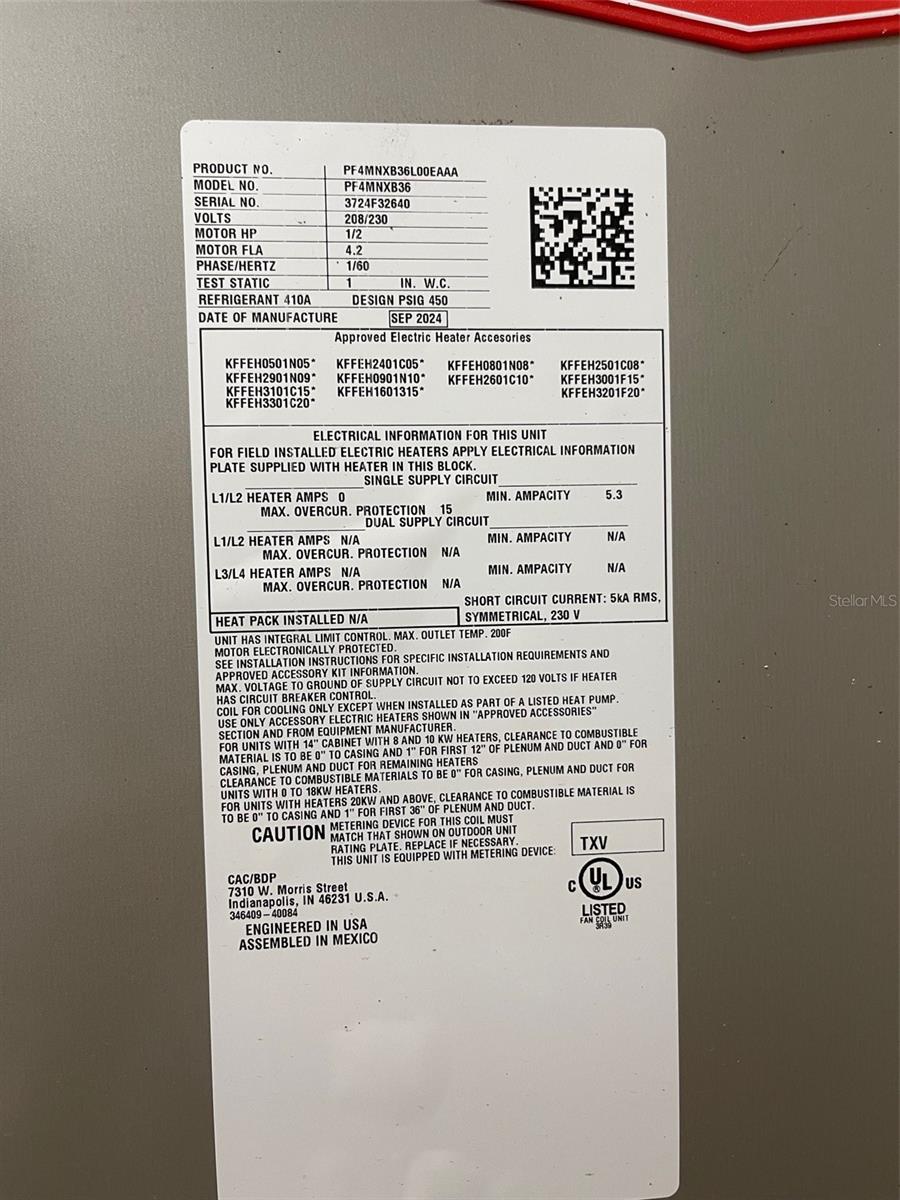 PRODUCT NO. PF4MNXB36L00EAAA
MODEL NO. PF4MNXB36
SERIAL NO. 3724F32640
VOLTS 208/230
MOTOR HP 1/2
MOTOR FLA 4.2
PHASE/HERTZ 1/60
TEST STATIC 1 IN. W.C.
REFRIGERANT 410A DESIGN PSIG 450
DATE OF MANUFACTURE SEP 2024
Approved Electric Heater Accesories
KFFEH0501N05* KFFEH2401C05* KFFEH0801N08* KFFEH2501C08*
KFFEH2901N09* KFFEH0901N10* KFFEH2601C10* KFFEH3001F15*
KFFEH3101C15* KFFEH1601315* KFFEH3201F20*
KFFEH3301C20*
ELECTRICAL INFORMATION FOR THIS UNIT
FOR FIELD INSTALLED ELECTRIC HEATERS APPLY ELECTRICAL INFORMATION
PLATE SUPPLIED WITH HEATER IN THIS BLOCK.
SINGLE SUPPLY CIRCUIT
L1/L2 HEATER AMPS 0 MIN. AMPACITY 5.3
MAX. OVERCUR. PROTECTION 15
DUAL SUPPLY CIRCUIT
L1/L2 HEATER AMPS N/A MIN. AMPACITY N/A
MAX. OVERCUR. PROTECTION N/A
L3/L4 HEATER AMPS N/A MIN. AMPACITY N/A
MAX. OVERCUR. PROTECTION N/A
SHORT CIRCUIT CURRENT: 5kA RMS,
HEAT PACK INSTALLED N/A SYMMETRICAL, 230 V
UNIT HAS INTEGRAL LIMIT CONTROL. MAX. OUTLET TEMP. 200F
MOTOR ELECTRONICALLY PROTECTED.
SEE INSTALLATION INSTRUCTIONS FOR SPECIFIC INSTALLATION REQUIREMENTS AND
APPROVED ACCESSORY KIT INFORMATION.
MAX. VOLTAGE TO GROUND OF SUPPLY CIRCUIT NOT TO EXCEED 120 VOLTS IF HEATER
HAS CIRCUIT BREAKER CONTROL.
COIL FOR COOLING ONLY EXCEPT WHEN INSTALLED AS PART OF A LISTED HEAT PUMP.
USE ONLY ACCESSORY ELECTRIC HEATERS SHOWN IN "APPROVED ACCESSORIES"
SECTION AND FROM EQUIPMENT MANUFACTURER.
FOR UNITS WITH 14" CABINET WITH 8 AND 10 KW HEATERS, CLEARANCE TO COMBUSTIBLE
MATERIAL IS TO BE 0" TO CASING AND 1" FOR FIRST 12" OF PLENUM AND DUCT AND 0" FOR
CASING, PLENUM AND DUCT FOR REMAINING HEATERS
CLEARANCE TO COMBUSTIBLE MATERIALS TO BE 0" FOR CASING, PLENUM AND DUCT FOR
UNITS WITH 0 TO 18KW HEATERS.
FOR UNITS WITH HEATERS 20KW AND ABOVE, CLEARANCE TO COMBUSTIBLE MATERIAL IS
TO BE 0" TO CASING AND 1" FOR FIRST 36" OF PLENUM AND DUCT.
CAUTION METERING DEVICE FOR THIS COIL MUST
MATCH THAT SHOWN ON OUTDOOR UNIT
RATING PLATE. REPLACE IF NECESSARY.
THIS UNIT IS EQUIPPED WITH METERING DEVICE: TXV
CAC/BDP
7310 W. Morris Street
Indianapolis, IN 46231 U.S.A.
346409-40084
ENGINEERED IN USA
ASSEMBLED IN MEXICO
C UL ® US
LISTED
FAN COIL UNIT
3R39
Stellar MLS